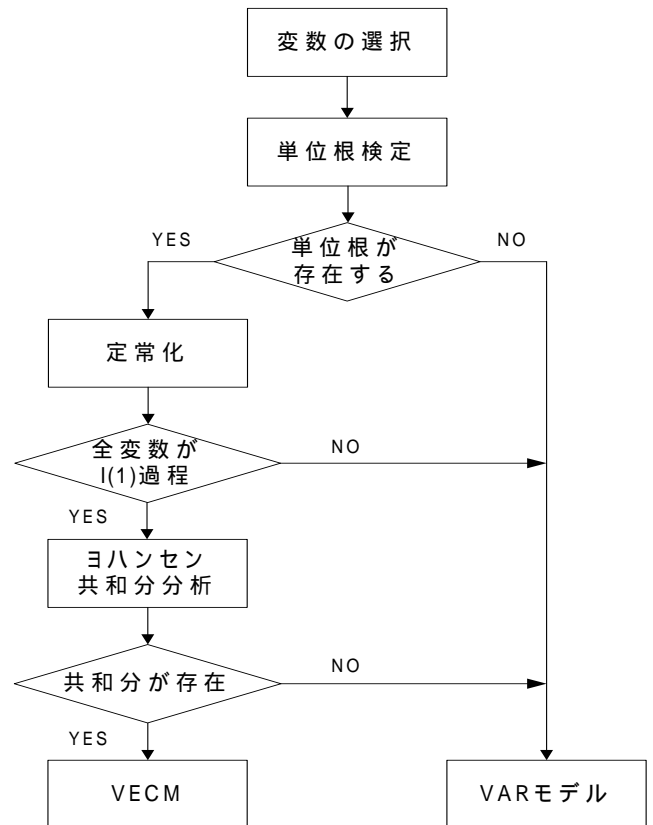 変数の選択
単位根検定
YES
単位根が
存在する
NO
定常化
全変数が
I(1)過程
NO
YES
ヨハンセン
共和分分析
共和分が存在
NO
YES
VECM
VARモデル